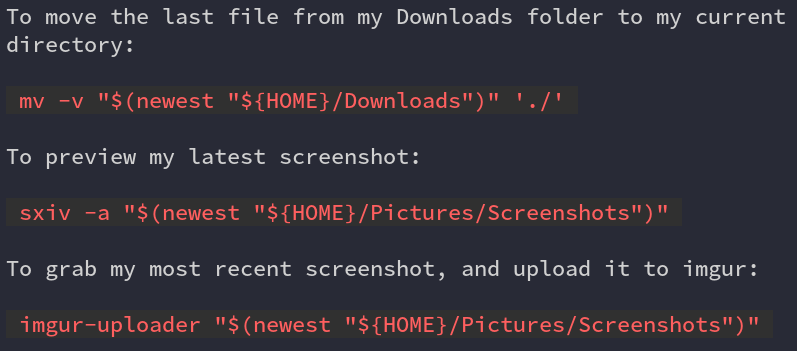 To move the last file from my Downloads folder to my current
directory:
mv -v "$(newest "${HOME}/Downloads")" './'
To preview my latest screenshot:
sxiv -a "$(newest "${HOME}/Pictures/Screenshots")"
To grab my most recent screenshot, and upload it to imgur:
imgur-uploader "$(newest "${HOME}/Pictures/Screenshots")"